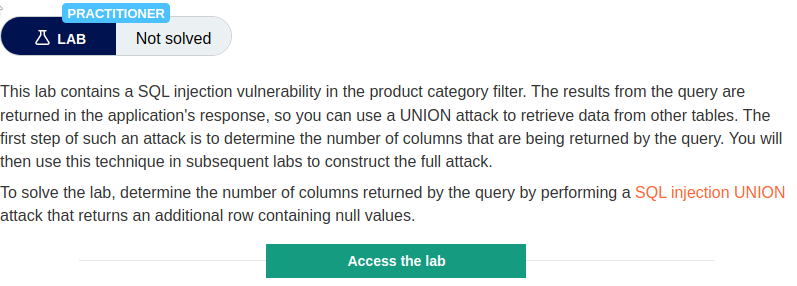 PRACTITIONER
LAB Not solved
This lab contains a SQL injection vulnerability in the product category filter. The results from the query are
returned in the application's response, so you can use a UNION attack to retrieve data from other tables. The
first step of such an attack is to determine the number of columns that are being returned by the query. You will
then use this technique in subsequent labs to construct the full attack.
To solve the lab, determine the number of columns returned by the query by performing a SQL injection UNION
attack that returns an additional row containing null values.
Access the lab